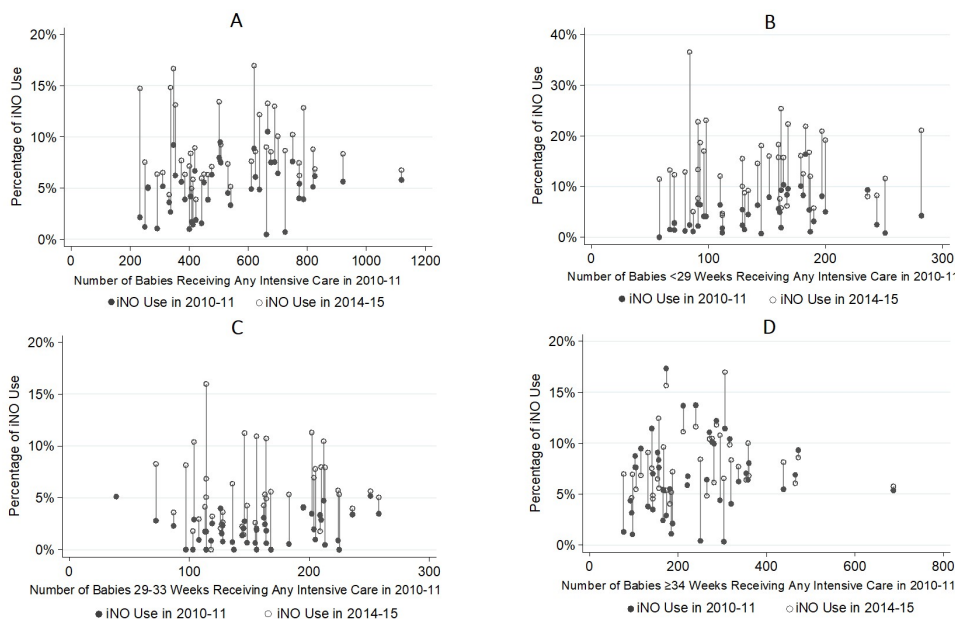 A
Percentage of iNO Use
20%
15%
10%
5%
0%
0 200 400 600 800 1000 1200
Number of Babies Receiving Any Intensive Care in 2010-11
iNO Use in 2010-11 iNO Use in 2014-15
B
Percentage of iNO Use
40%
30%
20%
10%
0%
0 100 200 300
Number of Babies <29 Weeks Receiving Any Intensive Care in 2010-11
iNO Use in 2010-11 iNO Use in 2014-15
C
Percentage of iNO Use
20%
15%
10%
5%
0%
0 100 200 300
Number of Babies 29-33 Weeks Receiving Any Intensive Care in 2010-11
iNO Use in 2010-11 iNO Use in 2014-15
D
Percentage of iNO Use
20%
15%
10%
5%
0%
0 200 400 600 800
Number of Babies ≥34 Weeks Receiving Any Intensive Care in 2010-11
iNO Use in 2010-11 iNO Use in 2014-15